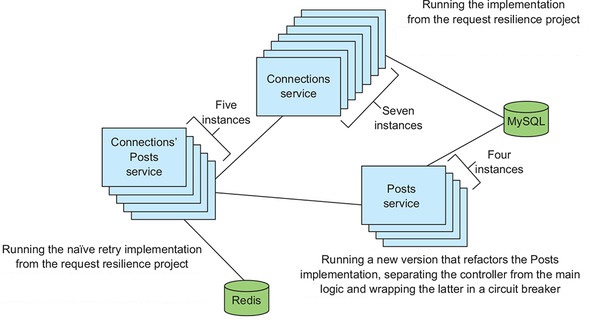 Running the implementation
from the request resilience project
Connections
service
Seven
instances
Five
instances
MySQL
Connections’
Posts
service
Four
instances
Posts
service
Running the naïve retry implementation
from the request resilience project
Running a new version that refactors the Posts
implementation, separating the controller from the main
logic and wrapping the latter in a circuit breaker
Redis